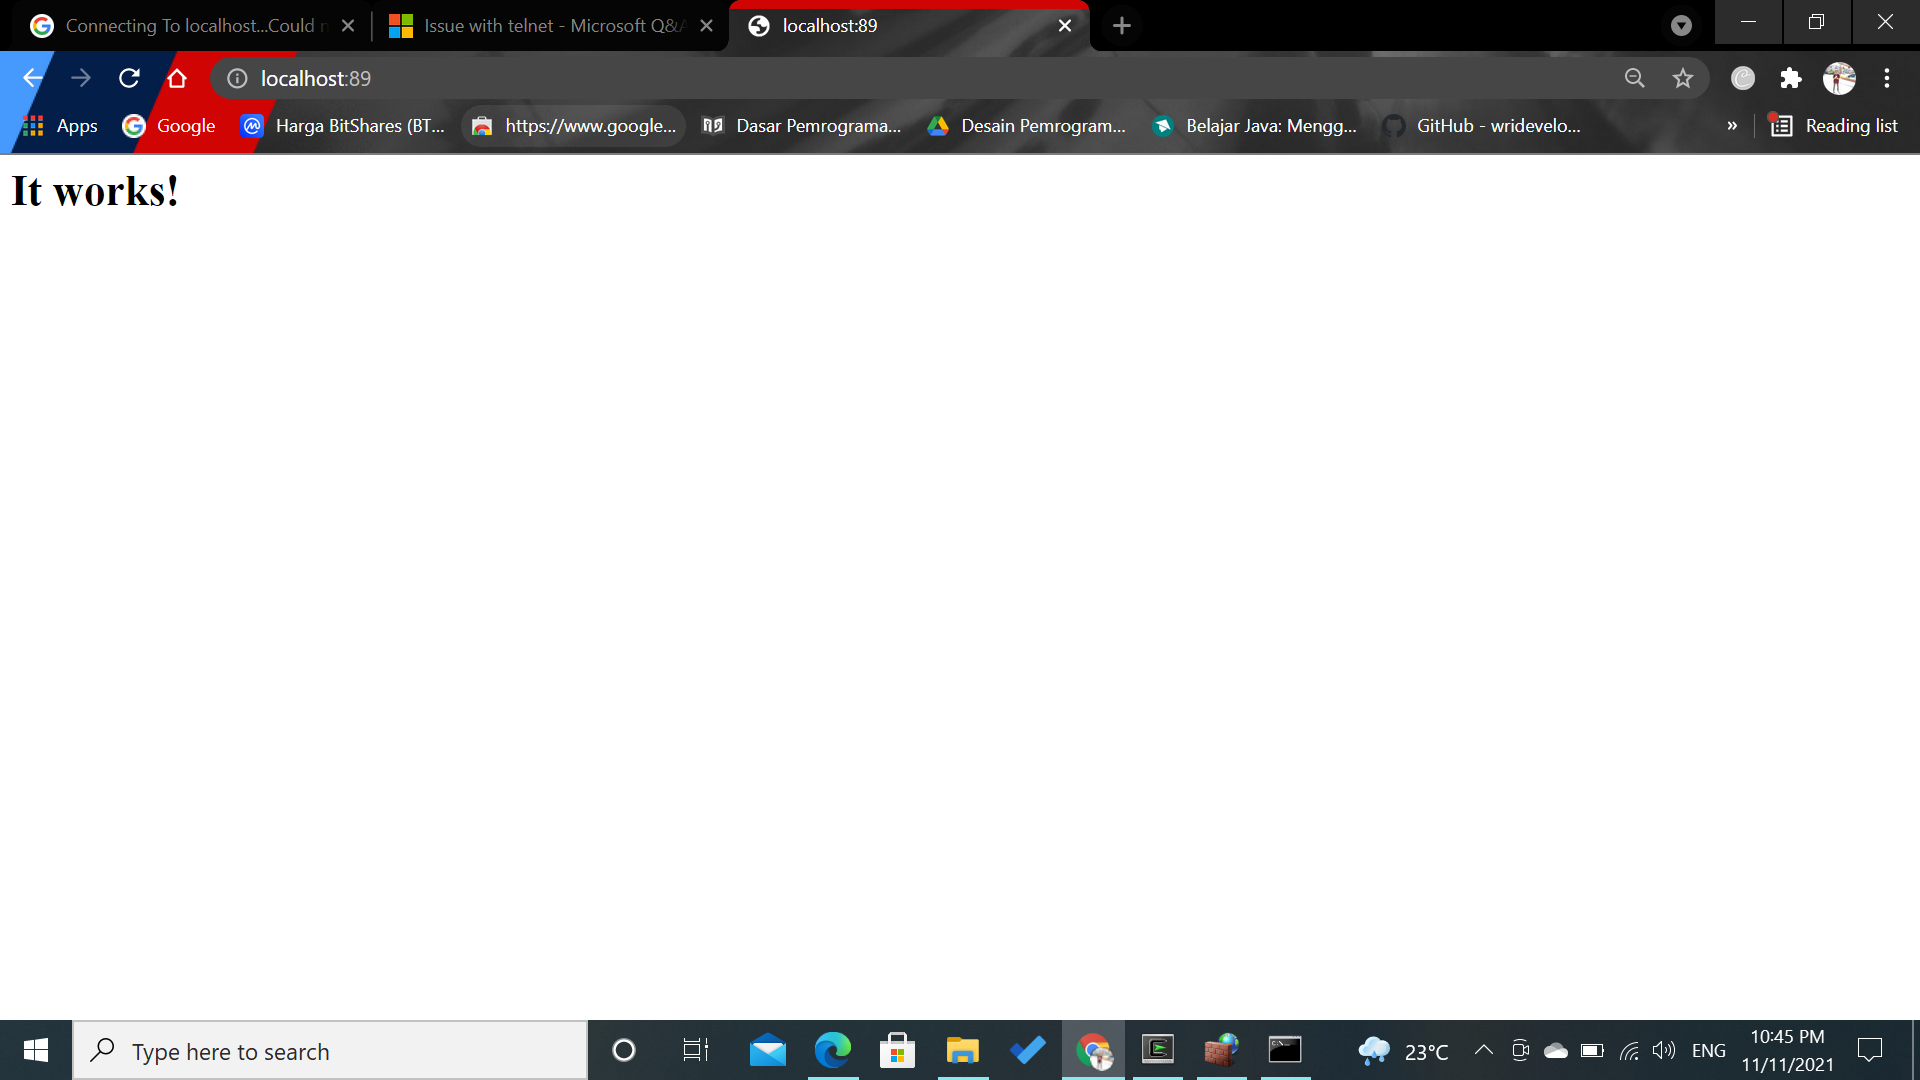 Connecting To localhost...Could n
Issue with telnet - Microsoft Q&A
localhost:89
localhost:89
Apps
Google
Harga BitShares (BT...
https://www.google...
Dasar Pemrograma...
Desain Pemrogram...
Belajar Java: Mengg...
GitHub - wridevelo...
»
Reading list
It works!
Type here to search
23°C
ENG
10:45 PM
11/11/2021